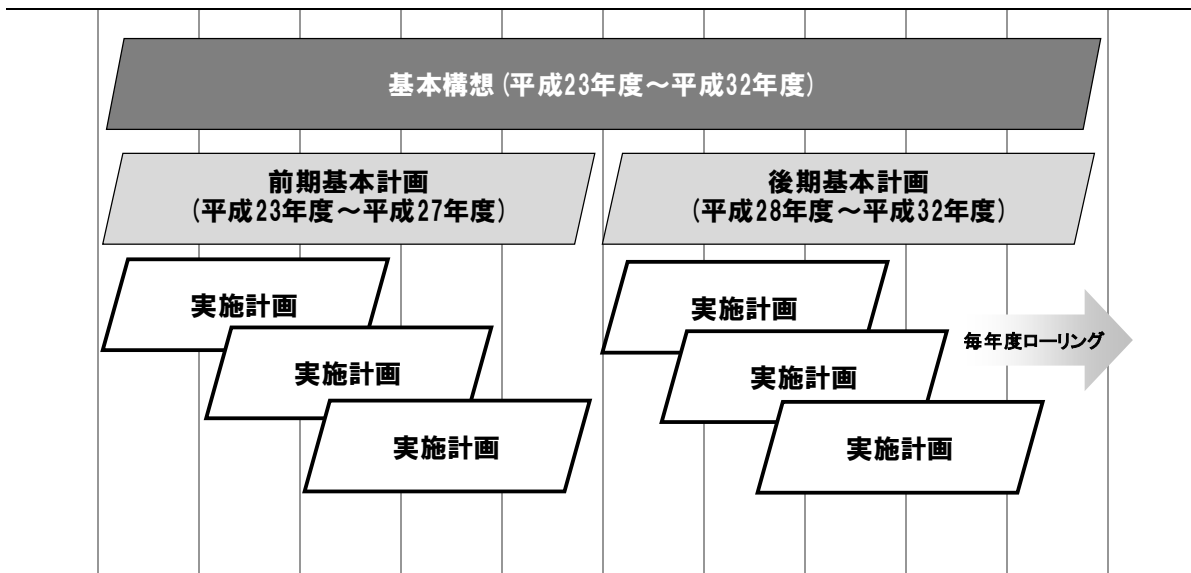 基本構想(平成23年度～平成32年度)
前期基本計画
(平成23年度～平成27年度)
後期基本計画
(平成28年度～平成32年度)
実施計画
実施計画
実施計画
実施計画
実施計画
実施計画
毎年度ローリング